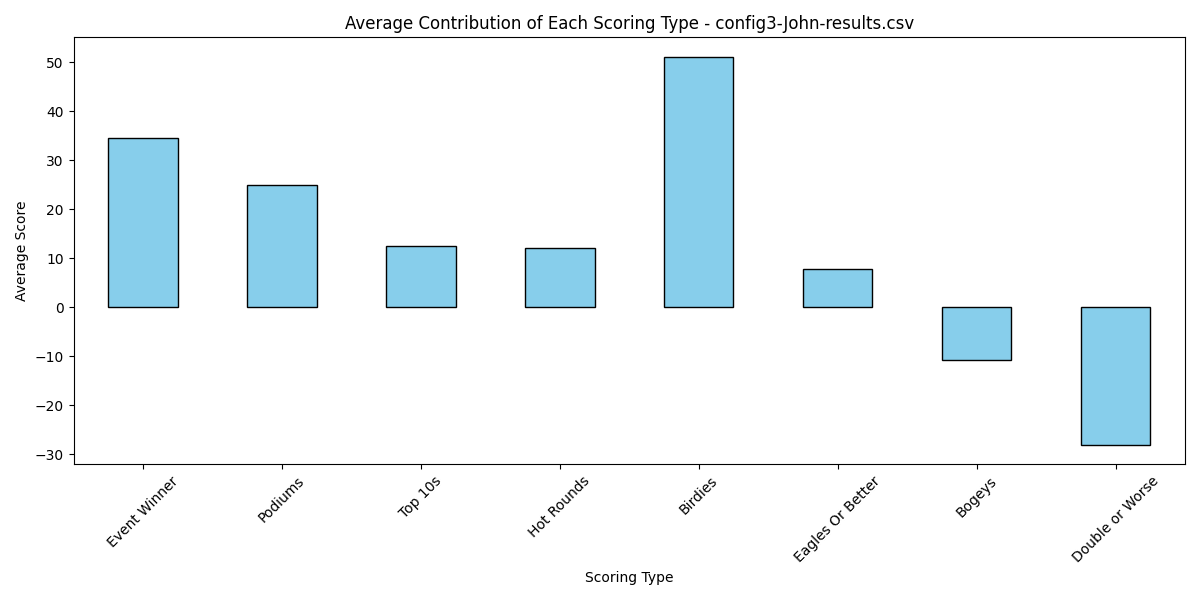 Average Contribution of Each Scoring Type - config3-John-results.csv
Average Score
50
40
30
20
10
0
−10
−20
−30
Event Winner
Podiums
Top 10s
Hot Rounds
Birdies
Eagles Or Better
Bogeys
Double or Worse
Scoring Type